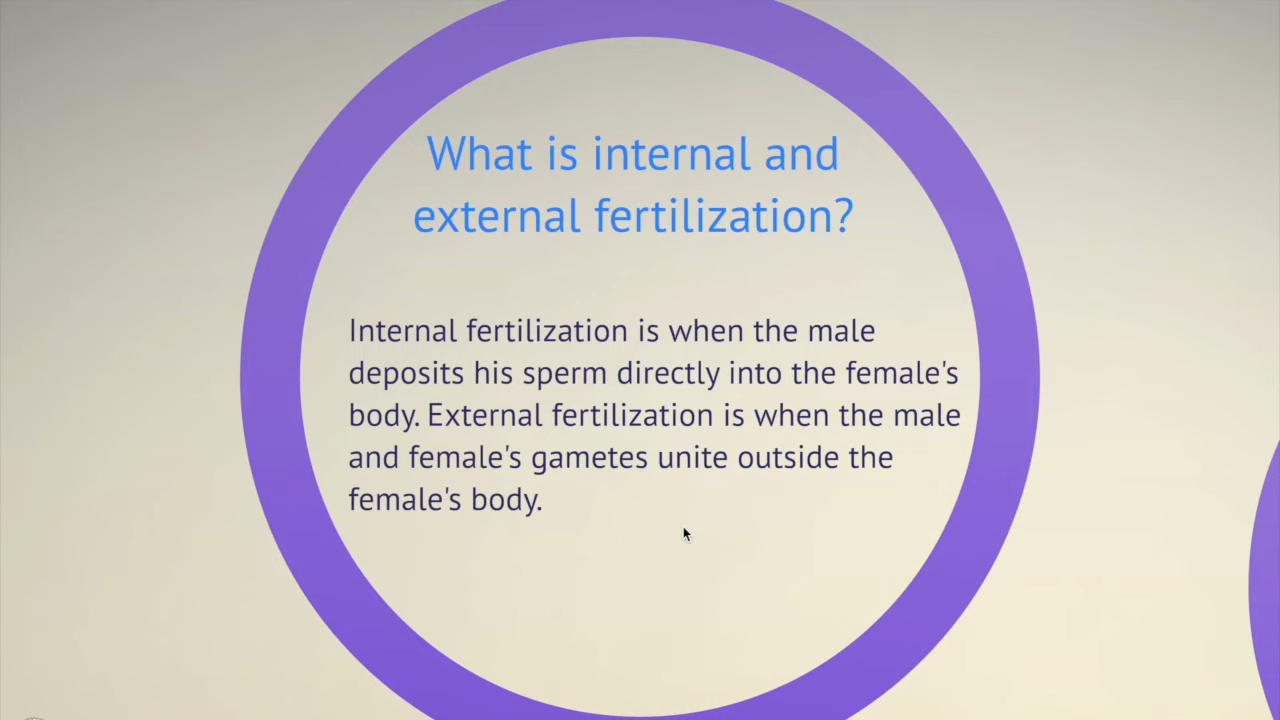 What is internal and
external fertilization?
Internal fertilization is when the male
deposits his sperm directly into the female's
body. External fertilization is when the male
and female's gametes unite outside the
female's body.